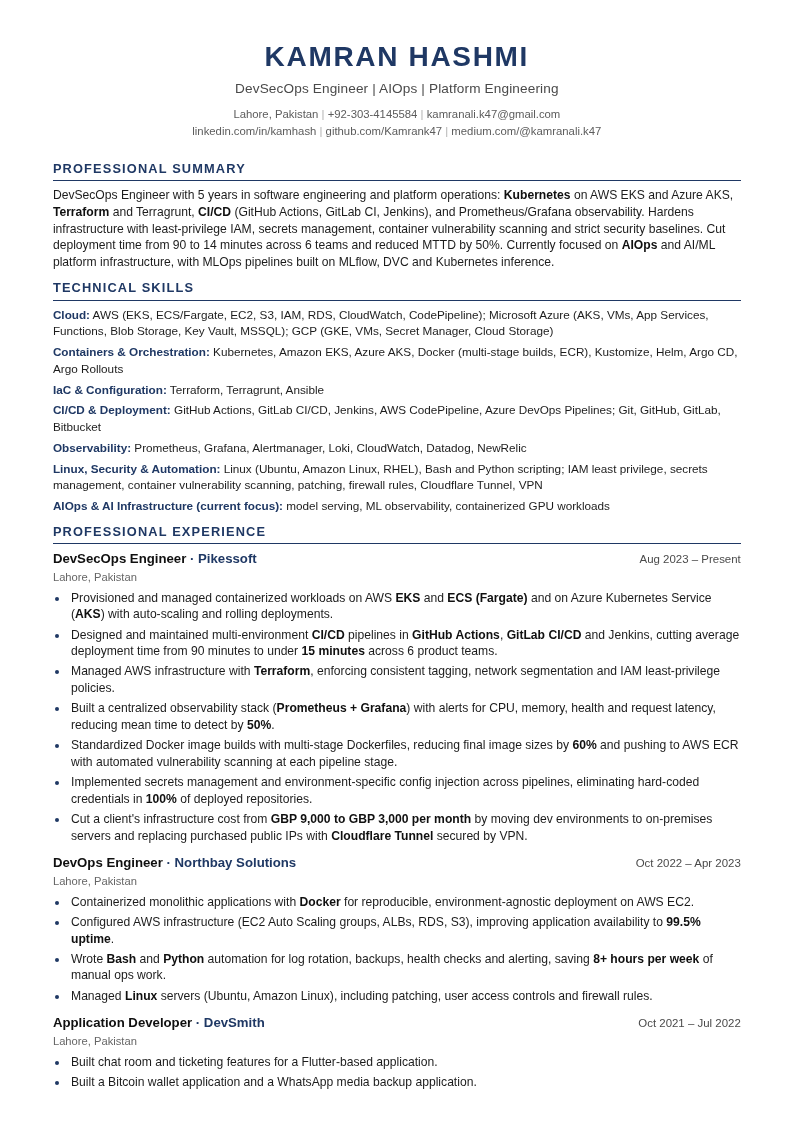 KAMRAN HASHMI
DevSecOps Engineer | AIOps | Platform Engineering
Lahore, Pakistan | +92-303-4145584 | kamranali.k47@gmail.com
linkedin.com/in/kamhash | github.com/Kamrank47 | medium.com/@kamranali.k47
PROFESSIONAL SUMMARY
DevSecOps Engineer with 5 years in software engineering and platform operations: Kubernetes on AWS EKS and Azure AKS,
Terraform and Terragrunt, CI/CD (GitHub Actions, GitLab CI, Jenkins), and Prometheus/Grafana observability. Hardens
infrastructure with least-privilege IAM, secrets management, container vulnerability scanning and strict security baselines. Cut
deployment time from 90 to 14 minutes across 6 teams and reduced MTTD by 50%. Currently focused on AIOps and AI/ML
platform infrastructure, with MLOps pipelines built on MLflow, DVC and Kubernetes inference.
TECHNICAL SKILLS
Cloud: AWS (EKS, ECS/Fargate, EC2, S3, IAM, RDS, CloudWatch, CodePipeline); Microsoft Azure (AKS, VMs, App Services,
Functions, Blob Storage, Key Vault, MSSQL); GCP (GKE, VMs, Secret Manager, Cloud Storage)
Containers & Orchestration: Kubernetes, Amazon EKS, Azure AKS, Docker (multi-stage builds, ECR), Kustomize, Helm, Argo CD,
Argo Rollouts
IaC & Configuration: Terraform, Terragrunt, Ansible
CI/CD & Deployment: GitHub Actions, GitLab CI/CD, Jenkins, AWS CodePipeline, Azure DevOps Pipelines; Git, GitHub, GitLab,
Bitbucket
Observability: Prometheus, Grafana, Alertmanager, Loki, CloudWatch, Datadog, NewRelic
Linux, Security & Automation: Linux (Ubuntu, Amazon Linux, RHEL), Bash and Python scripting; IAM least privilege, secrets
management, container vulnerability scanning, patching, firewall rules, Cloudflare Tunnel, VPN
AIOps & AI Infrastructure (current focus): model serving, ML observability, containerized GPU workloads
PROFESSIONAL EXPERIENCE
DevSecOps Engineer · Pikessoft Aug 2023 – Present
Lahore, Pakistan
• Provisioned and managed containerized workloads on AWS EKS and ECS (Fargate) and on Azure Kubernetes Service
(AKS) with auto-scaling and rolling deployments.
• Designed and maintained multi-environment CI/CD pipelines in GitHub Actions, GitLab CI/CD and Jenkins, cutting average
deployment time from 90 minutes to under 15 minutes across 6 product teams.
• Managed AWS infrastructure with Terraform, enforcing consistent tagging, network segmentation and IAM least-privilege
policies.
• Built a centralized observability stack (Prometheus + Grafana) with alerts for CPU, memory, health and request latency,
reducing mean time to detect by 50%.
• Standardized Docker image builds with multi-stage Dockerfiles, reducing final image sizes by 60% and pushing to AWS ECR
with automated vulnerability scanning at each pipeline stage.
• Implemented secrets management and environment-specific config injection across pipelines, eliminating hard-coded
credentials in 100% of deployed repositories.
• Cut a client's infrastructure cost from GBP 9,000 to GBP 3,000 per month by moving dev environments to on-premises
servers and replacing purchased public IPs with Cloudflare Tunnel secured by VPN.
DevOps Engineer · Northbay Solutions Oct 2022 – Apr 2023
Lahore, Pakistan
• Containerized monolithic applications with Docker for reproducible, environment-agnostic deployment on AWS EC2.
• Configured AWS infrastructure (EC2 Auto Scaling groups, ALBs, RDS, S3), improving application availability to 99.5%
uptime.
• Wrote Bash and Python automation for log rotation, backups, health checks and alerting, saving 8+ hours per week of
manual ops work.
• Managed Linux servers (Ubuntu, Amazon Linux), including patching, user access controls and firewall rules.
Application Developer · DevSmith Oct 2021 – Jul 2022
Lahore, Pakistan
• Built chat room and ticketing features for a Flutter-based application.
• Built a Bitcoin wallet application and a WhatsApp media backup application.